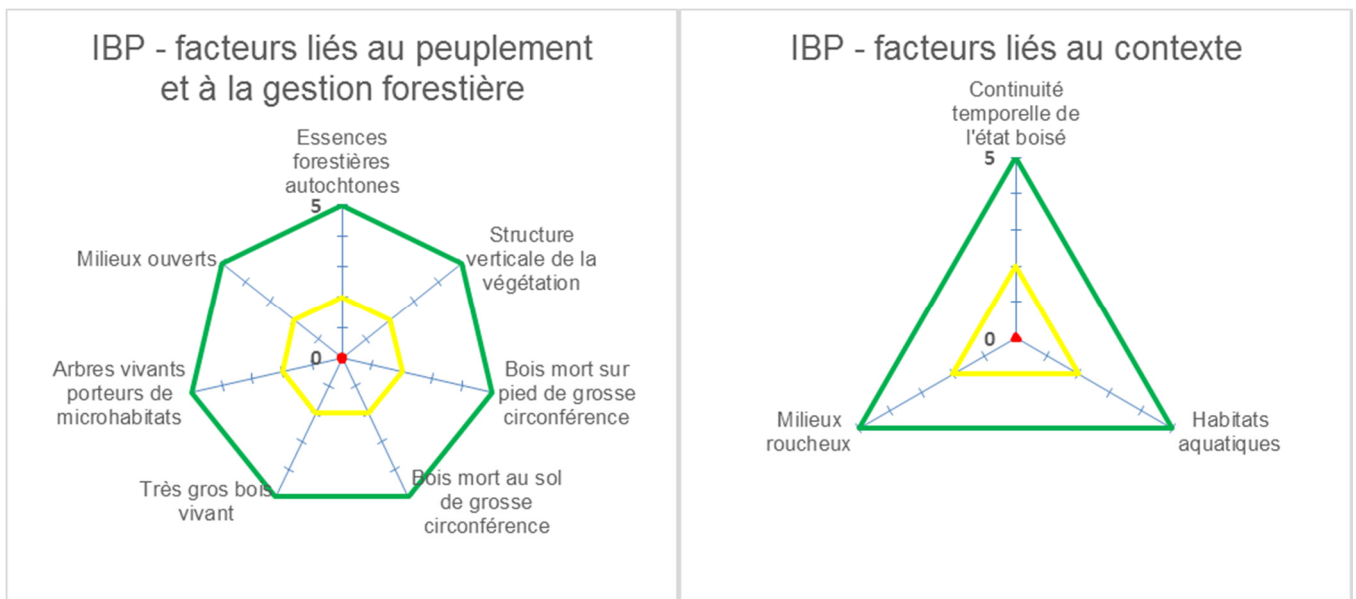 IBP - facteurs liés au peuplement
et à la gestion forestière
Essences
forestières
autochtones
5
Structure
verticale de la
végétation
Milieux ouverts
0
Arbres vivants
porteurs de
microhabitats
Bois mort sur
pied de grosse
circonférence
Très gros bois
vivant
Bois mort au sol
de grosse
circonférence
IBP - facteurs liés au contexte
Continuité
temporelle de
l'état boisé
5
0
Milieux
roucheux
Habitats
aquatiques